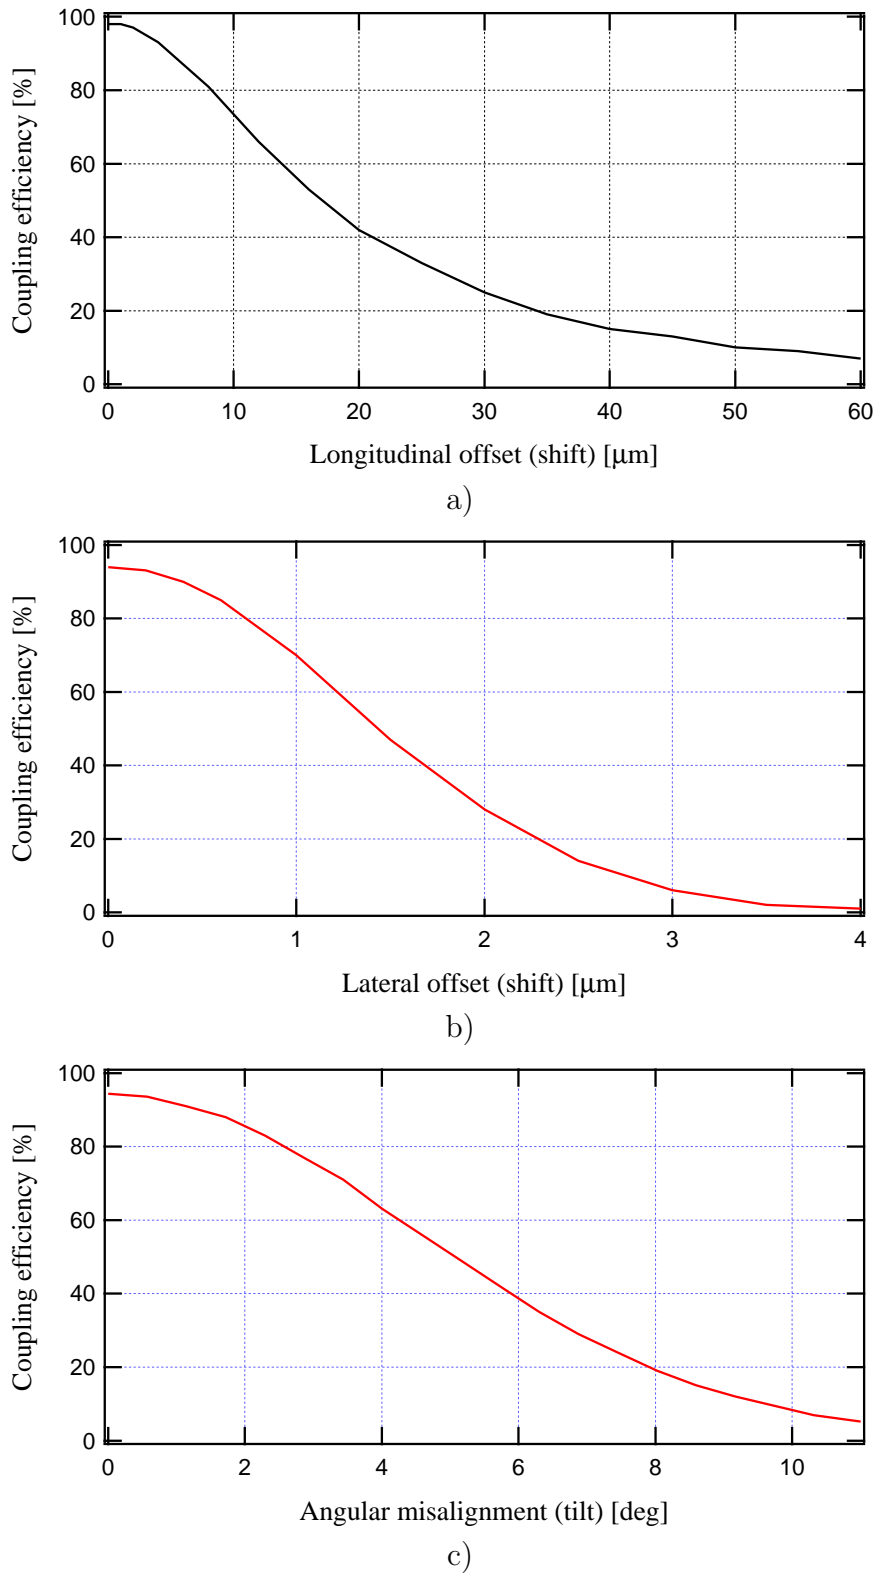 100
80
60
40
20
0
Coupling efficiency [%]
0 10 20 30 40 50 60
Longitudinal offset (shift) [μm]
a)
100
80
60
40
20
0
Coupling efficiency [%]
0 1 2 3 4
Lateral offset (shift) [μm]
b)
100
80
60
40
20
0
Coupling efficiency [%]
0 2 4 6 8 10
Angular misalignment (tilt) [deg]
c)